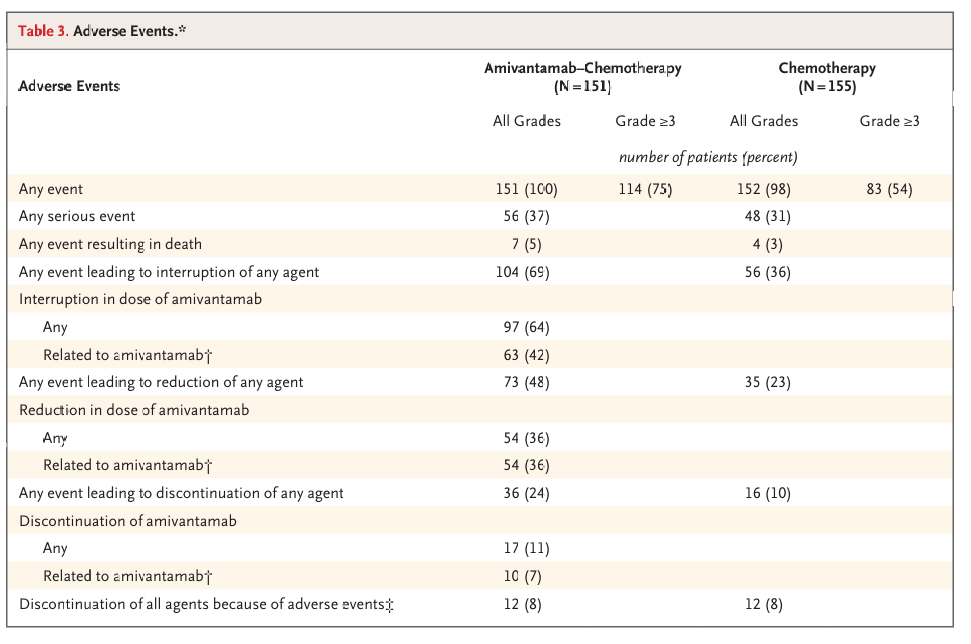 Table 3. Adverse Events.*
Adverse Events
Amivantamab–Chemotherapy (N=151)
Chemotherapy (N=155)
All Grades Grade ≥3 All Grades Grade ≥3
number of patients (percent)
Any event 151 (100) 114 (75) 152 (98) 83 (54)
Any serious event 56 (37) 48 (31)
Any event resulting in death 7 (5) 4 (3)
Any event leading to interruption of any agent 104 (69) 56 (36)
Interruption in dose of amivantamab
Any 97 (64)
Related to amivantamab† 63 (42)
Any event leading to reduction of any agent 73 (48) 35 (23)
Reduction in dose of amivantamab
Any 54 (36)
Related to amivantamab† 54 (36)
Any event leading to discontinuation of any agent 36 (24) 16 (10)
Discontinuation of amivantamab
Any 17 (11)
Related to amivantamab† 10 (7)
Discontinuation of all agents because of adverse events‡ 12 (8) 12 (8)